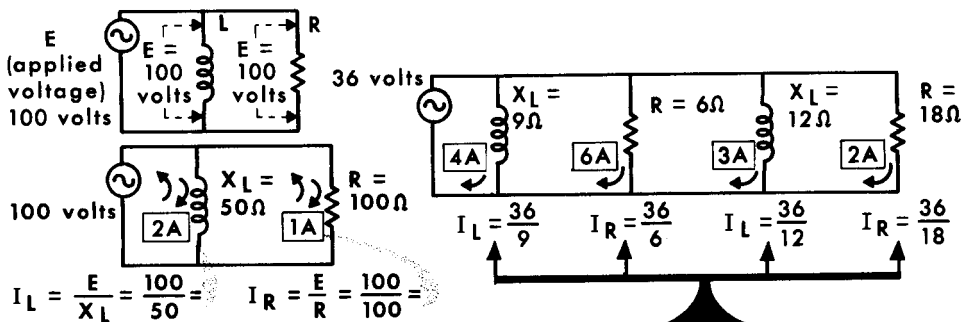 E
(applied
voltage)
100 volts
L
R
E =
100
volts
E =
100
volts
100 volts
X_L =
50Ω
R =
100Ω
2A
1A
I_L = E/X_L = 100/50 =
I_R = E/R = 100/100 =
36 volts
X_L =
9Ω
R = 6Ω
X_L =
12Ω
R =
18Ω
4A
6A
3A
2A
I_L = 36/9
I_R = 36/6
I_L = 36/12
I_R = 36/18